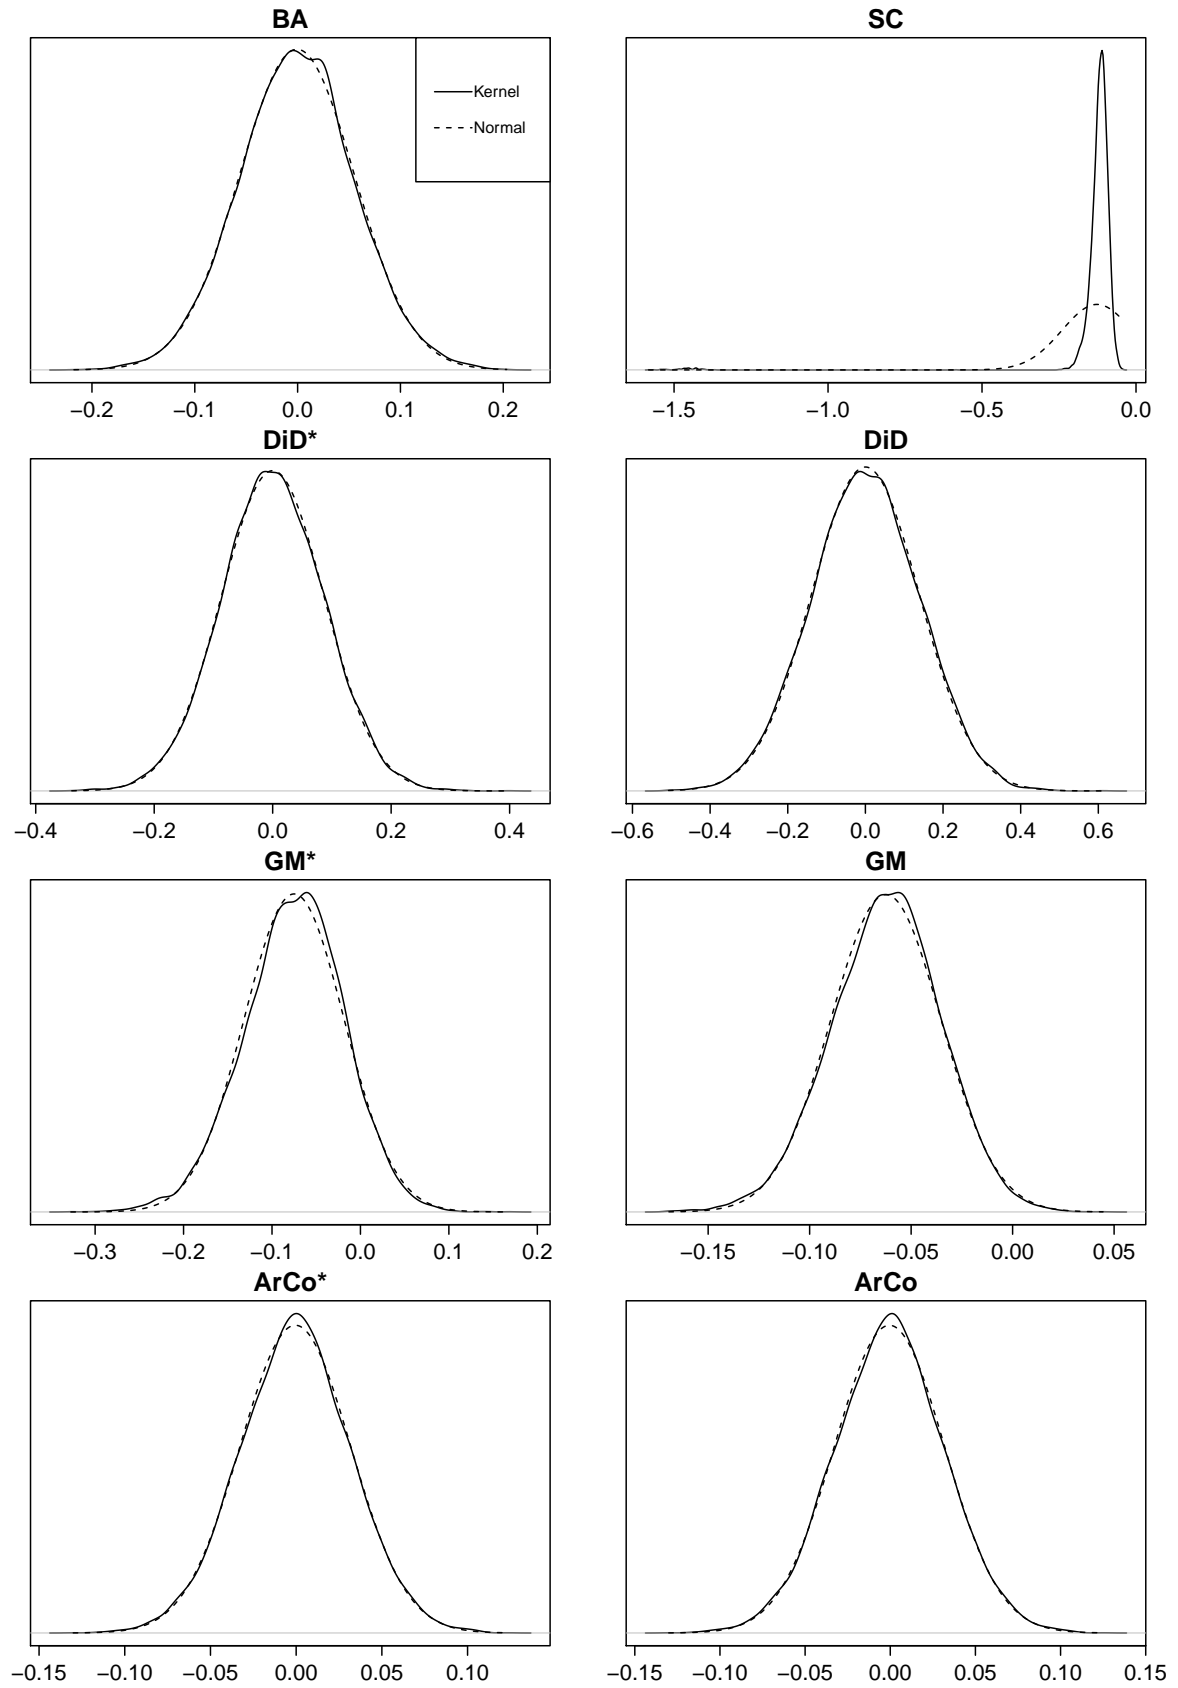 BA
Kernel
Normal
−0.2 −0.1 0.0 0.1 0.2
SC
−1.5 −1.0 −0.5 0.0
DiD*
−0.4 −0.2 0.0 0.2 0.4
DiD
−0.6 −0.4 −0.2 0.0 0.2 0.4 0.6
GM*
−0.3 −0.2 −0.1 0.0 0.1 0.2
GM
−0.15 −0.10 −0.05 0.00 0.05
ArCo*
−0.15 −0.10 −0.05 0.00 0.05 0.10
ArCo
−0.15 −0.10 −0.05 0.00 0.05 0.10 0.15